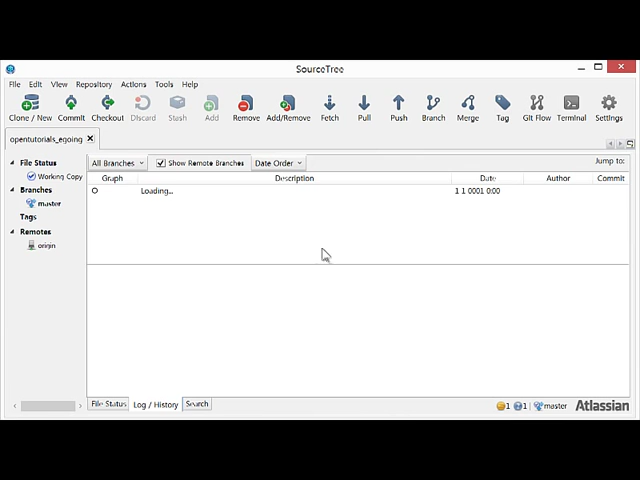 SourceTree
File Edit View Repository Actions Tools Help
Clone / New Commit Checkout Discard Stash Add Remove Add/Remove Fetch Pull Push Branch Merge Tag Git Flow Terminal Settings
opentutorials_egoing
File Status All Branches Show Remote Branches Date Order Jump to:
Working Copy Graph Description Date Author Commit
Branches Loading... 1 1 0001 0:00
master
Tags
Remotes
origin
File Status Log / History Search 1 1 master Atlassian